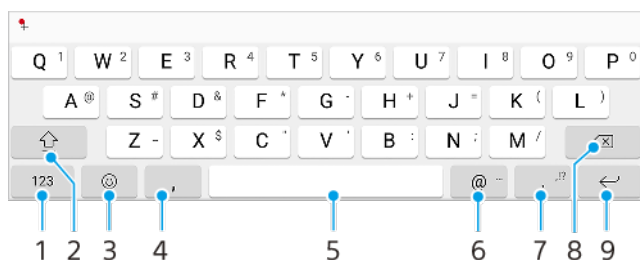 Q 1 W 2 E 3 R 4 T 5 Y 6 U 7 I 8 O 9 P 0
A @ S # D & F * G - H + J = K ( L )
Z - X $ C " V ' B : N ; M /
123 , @ ... . ,!?
1 2 3 4 5 6 7 8 9